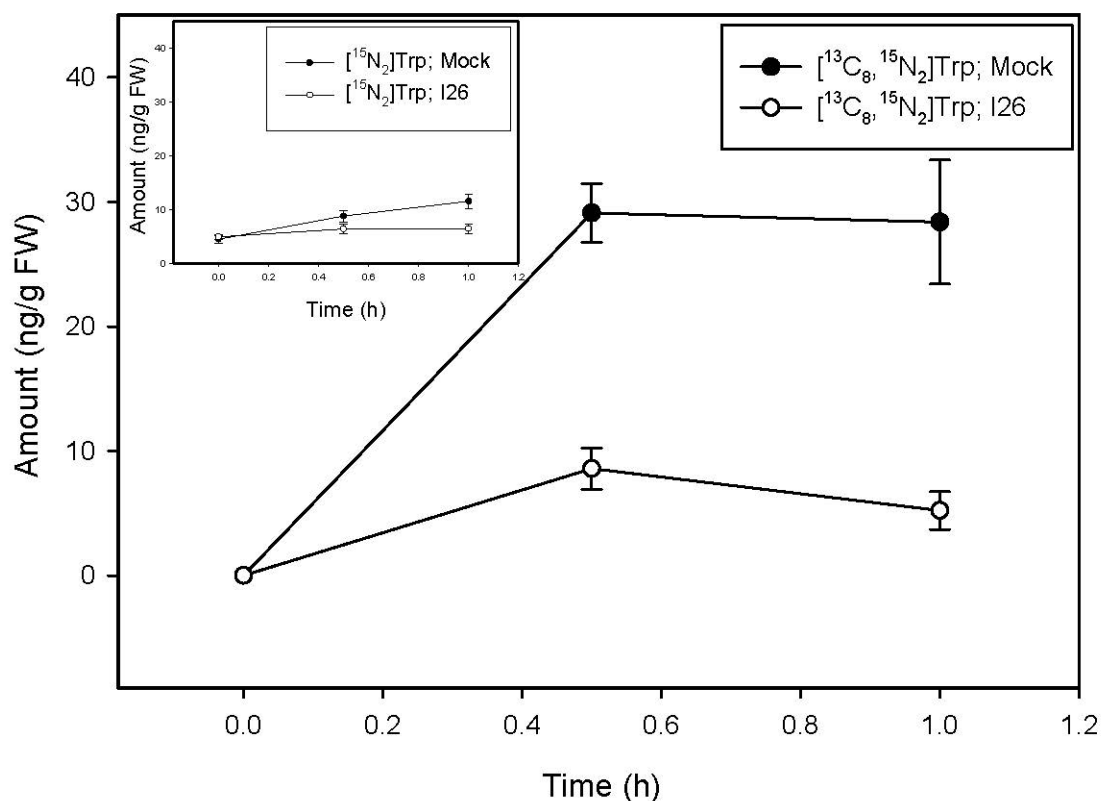 [¹⁵N₂]Trp; Mock
[¹⁵N₂]Trp; I26
Amount (ng/g FW)
40
30
20
10
0
0.0 0.2 0.4 0.6 0.8 1.0 1.2
Time (h)
[¹³C₈,¹⁵N₂]Trp; Mock
[¹³C₈,¹⁵N₂]Trp; I26
Amount (ng/g FW)
40
30
20
10
0
0.0 0.2 0.4 0.6 0.8 1.0 1.2
Time (h)